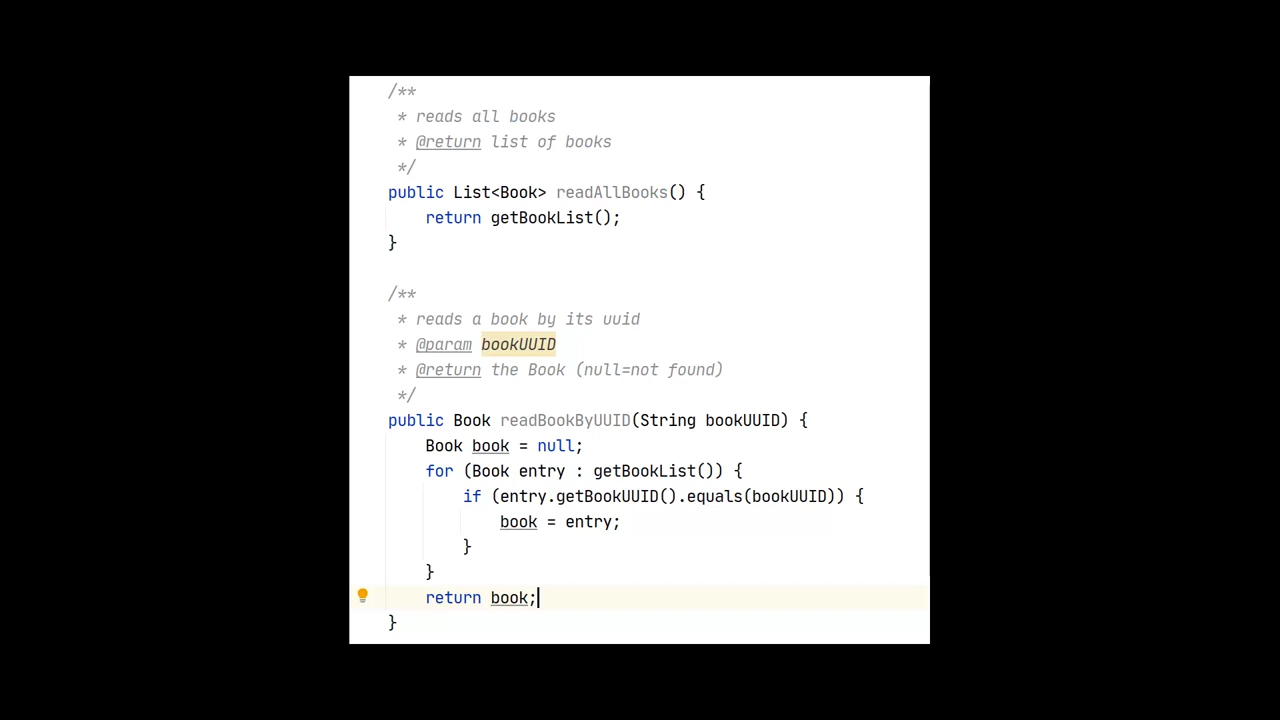 /**
 * reads all books
 * @return list of books
 */
public List<Book> readAllBooks() {
    return getBookList();
}
/**
 * reads a book by its uuid
 * @param bookUUID
 * @return the Book (null=not found)
 */
public Book readBookByUUID(String bookUUID) {
    Book book = null;
    for (Book entry : getBookList()) {
        if (entry.getBookUUID().equals(bookUUID)) {
            book = entry;
        }
    }
    return book;
}